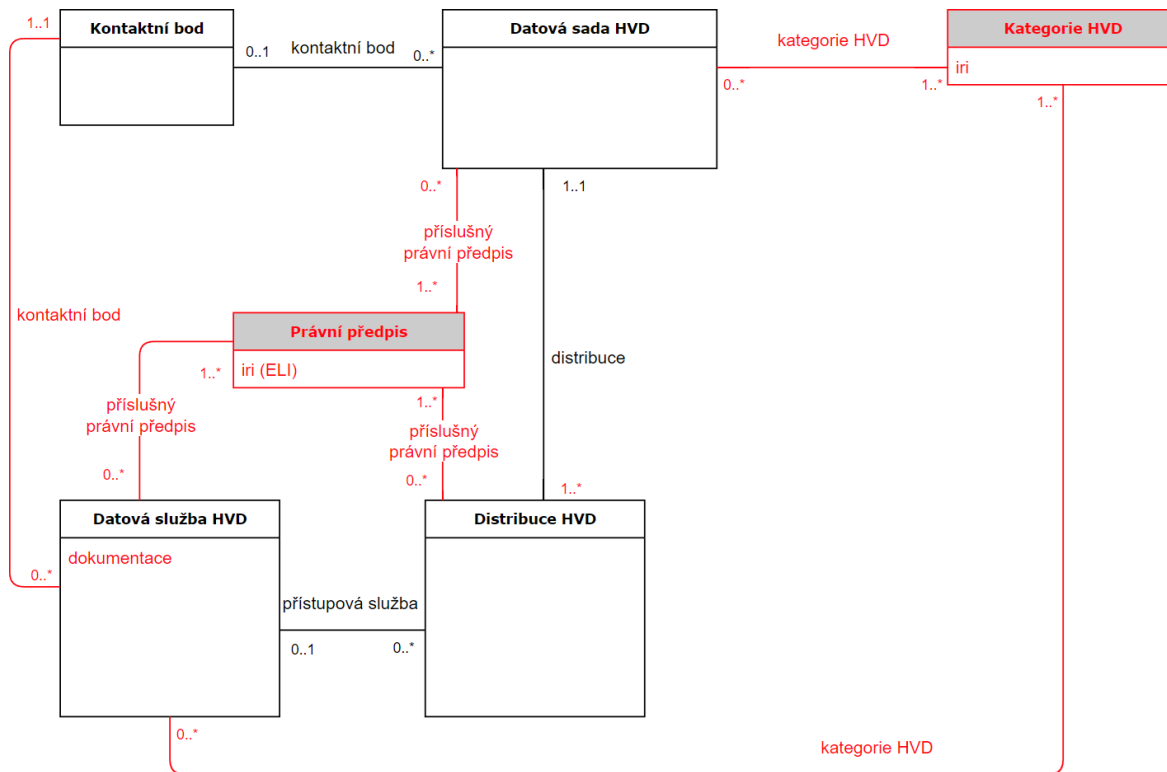 1..1
Kontaktní bod
0..1
kontaktní bod
0..*
Datová sada HVD
kategorie HVD
0..*
1..*
Kategorie HVD
iri
1..*
0..*
1..1
příslušný
právní předpis
1..*
kontaktní bod
Právní předpis
iri (ELI)
1..*
1..*
distribuce
příslušný
právní předpis
0..*
příslušný
právní předpis
0..*
1..*
Datová služba HVD
dokumentace
0..*
Distribuce HVD
přístupová služba
0..1
0..*
0..*
kategorie HVD